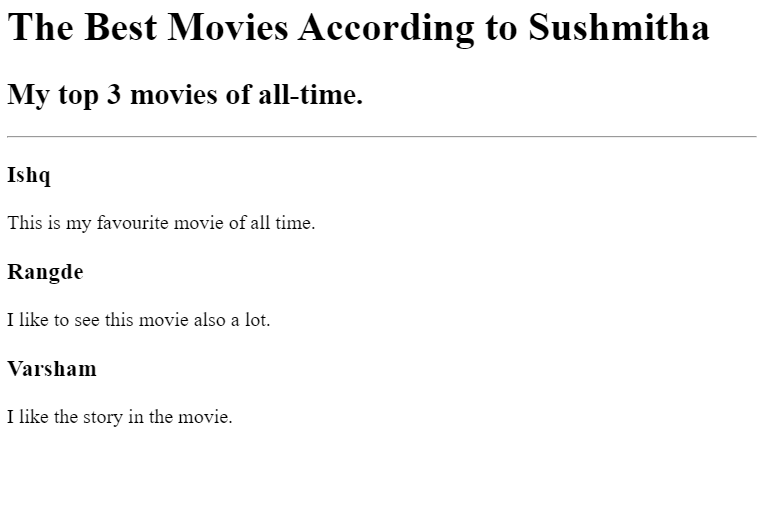 The Best Movies According to Sushmitha
My top 3 movies of all-time.
Ishq
This is my favourite movie of all time.
Rangde
I like to see this movie also a lot.
Varsham
I like the story in the movie.